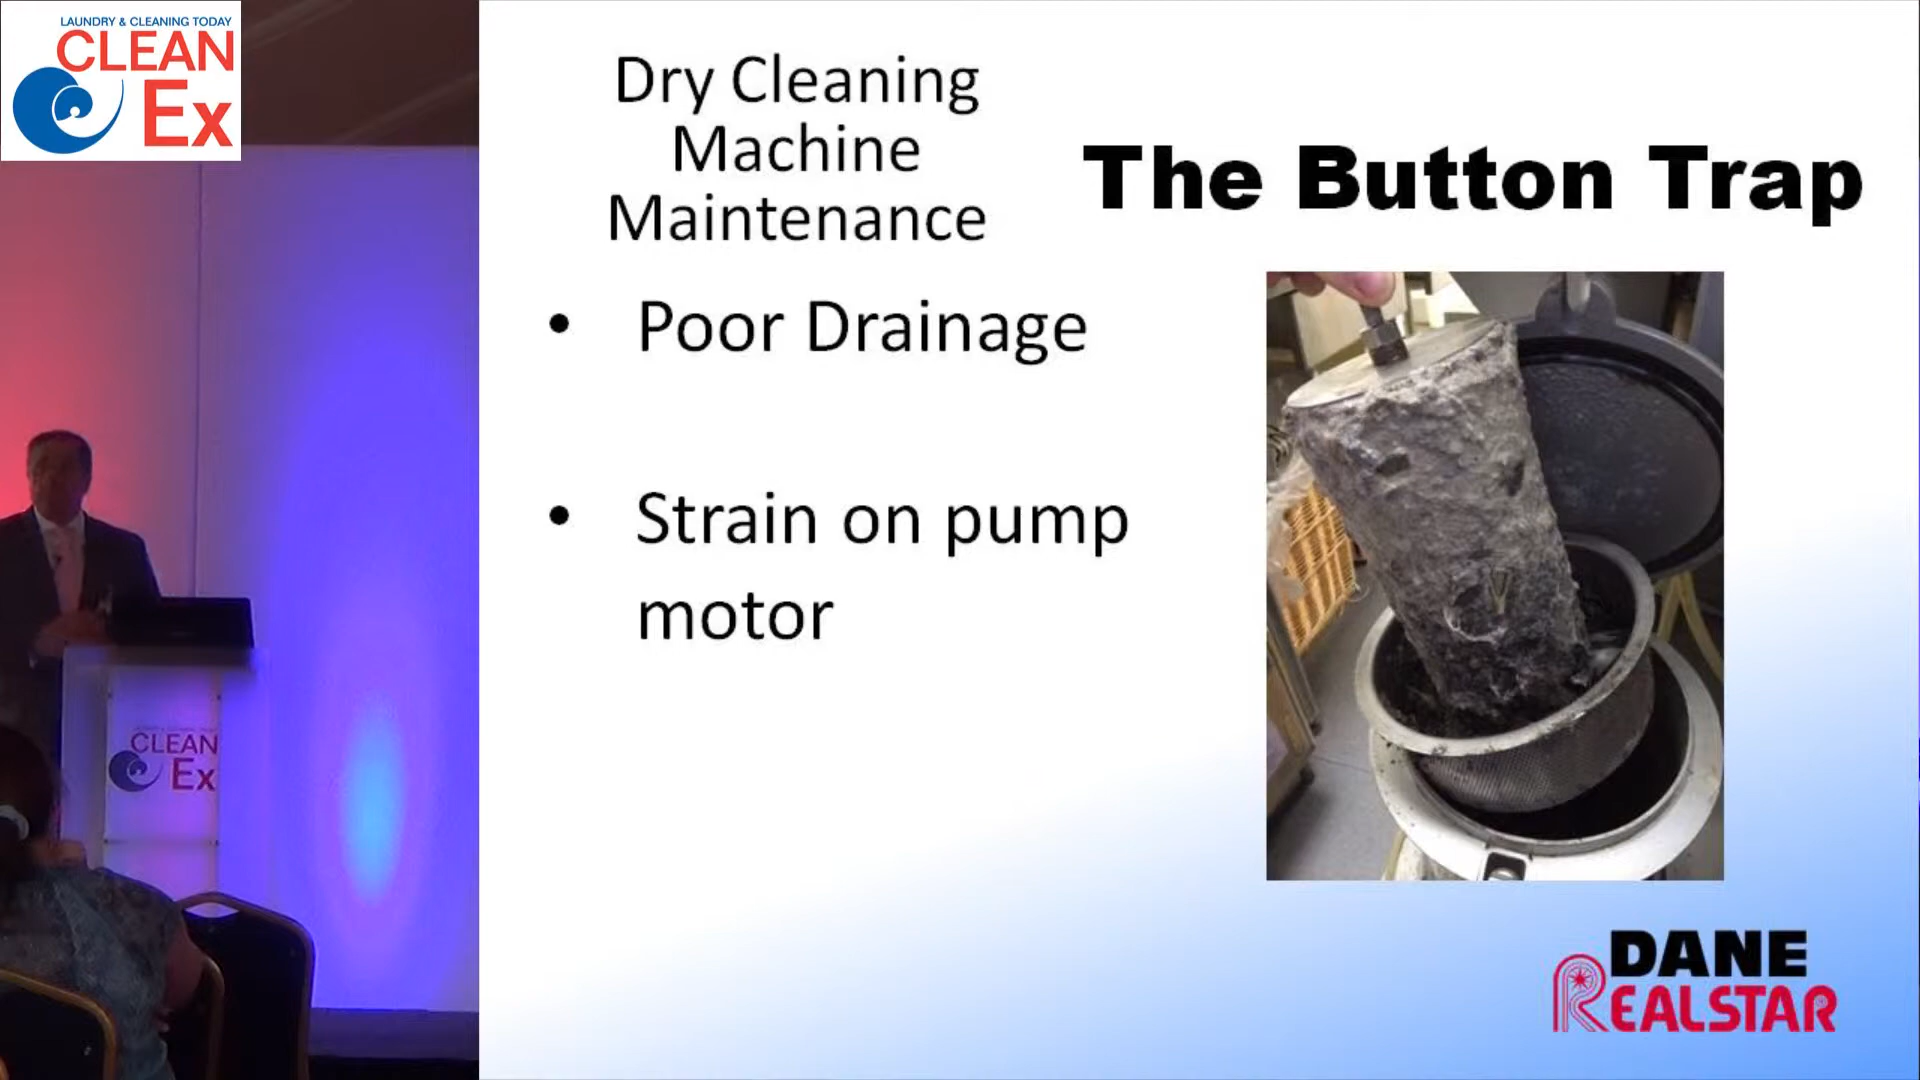 LAUNDRY & CLEANING TODAY
CLEAN
Ex
Dry Cleaning
Machine
Maintenance
The Button Trap
• Poor Drainage
• Strain on pump
motor
CLEAN
Ex
DANE
REALSTAR